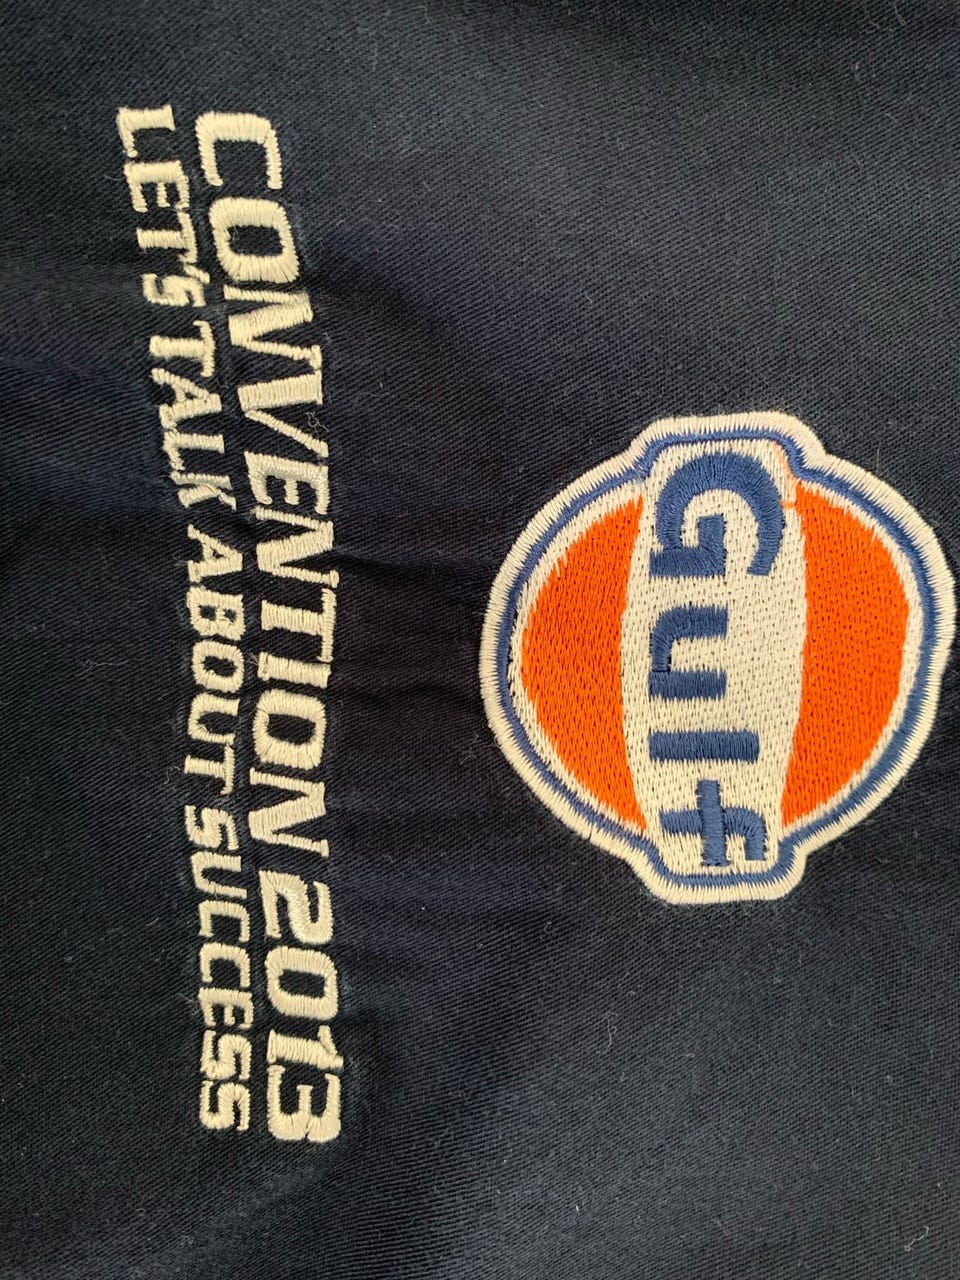 Gulf
CONVENTION 2013
LET'S TALK ABOUT SUCCESS